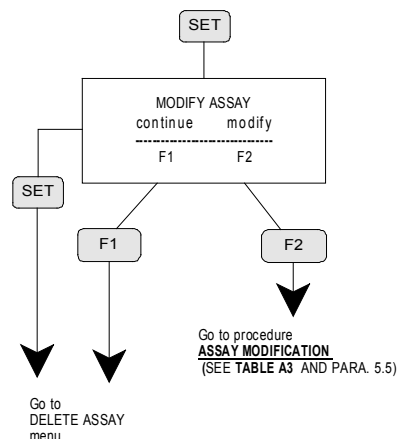 SET
MODIFY ASSAY
continue modify
F1 F2
SET
F1
F2
Go to procedure
ASSAY MODIFICATION
(SEE TABLE A3 AND PARA. 5.5)
Go to
DELETE ASSAY
menu